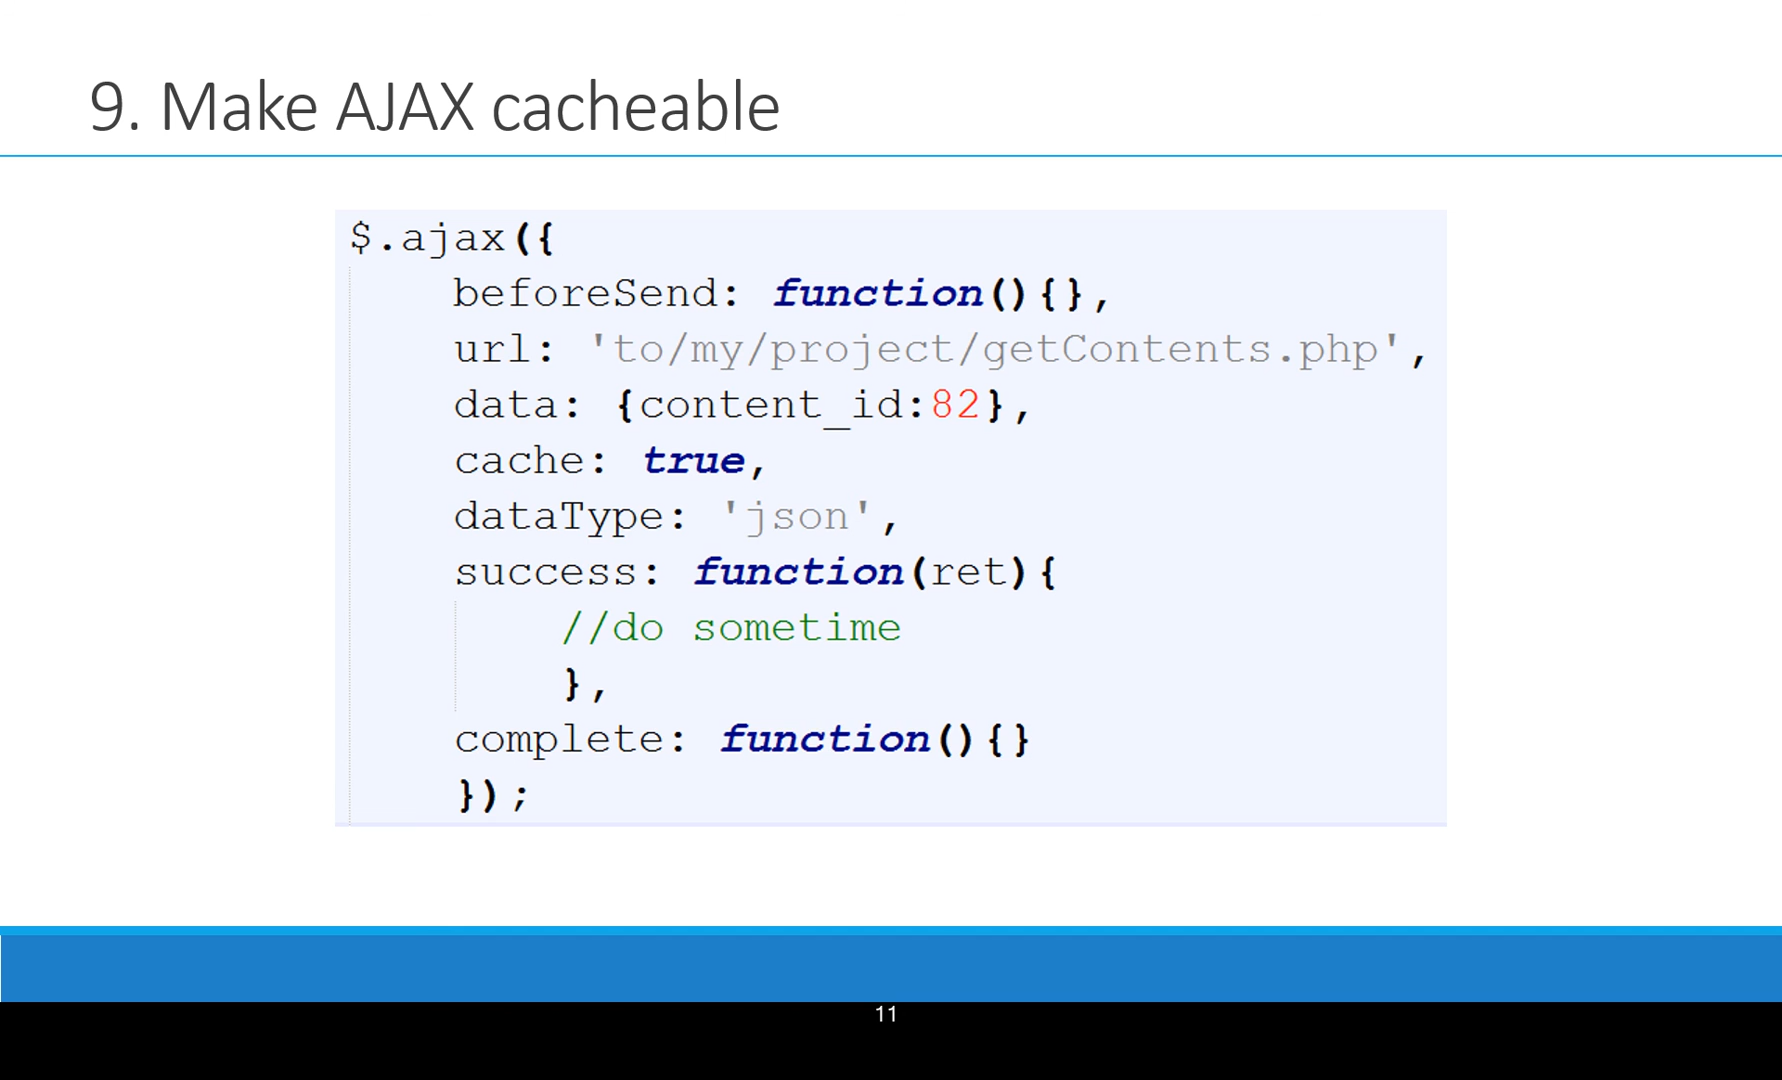 9. Make AJAX cacheable
$.ajax({
beforeSend: function(){},
url: 'to/my/project/getContents.php',
data: {content_id:82},
cache: true,
dataType: 'json',
success: function(ret){
//do sometime
},
complete: function(){}
});
11